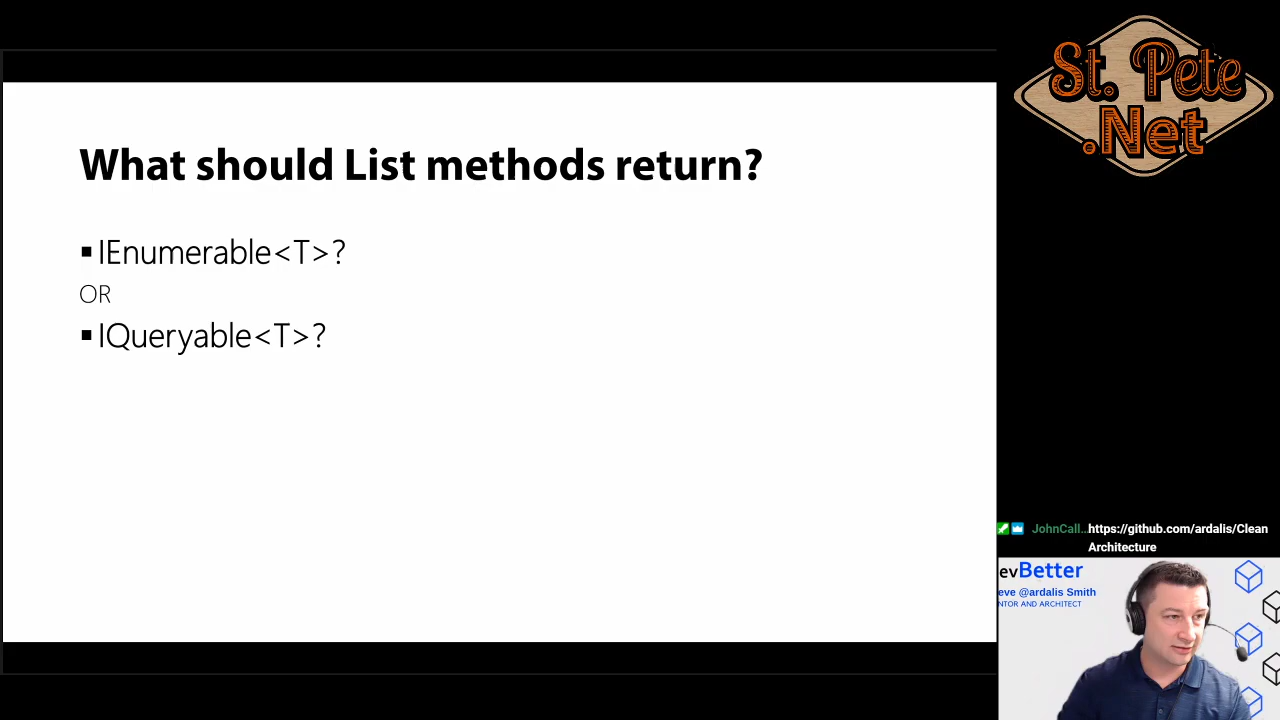 What should List methods return?
▪ IEnumerable<T>?
OR
▪ IQueryable<T>?
St. Pete
.Net
JohnCall... https://github.com/ardalis/Clean
Architecture
evBetter
eve @ardalis Smith
NTOR AND ARCHITECT